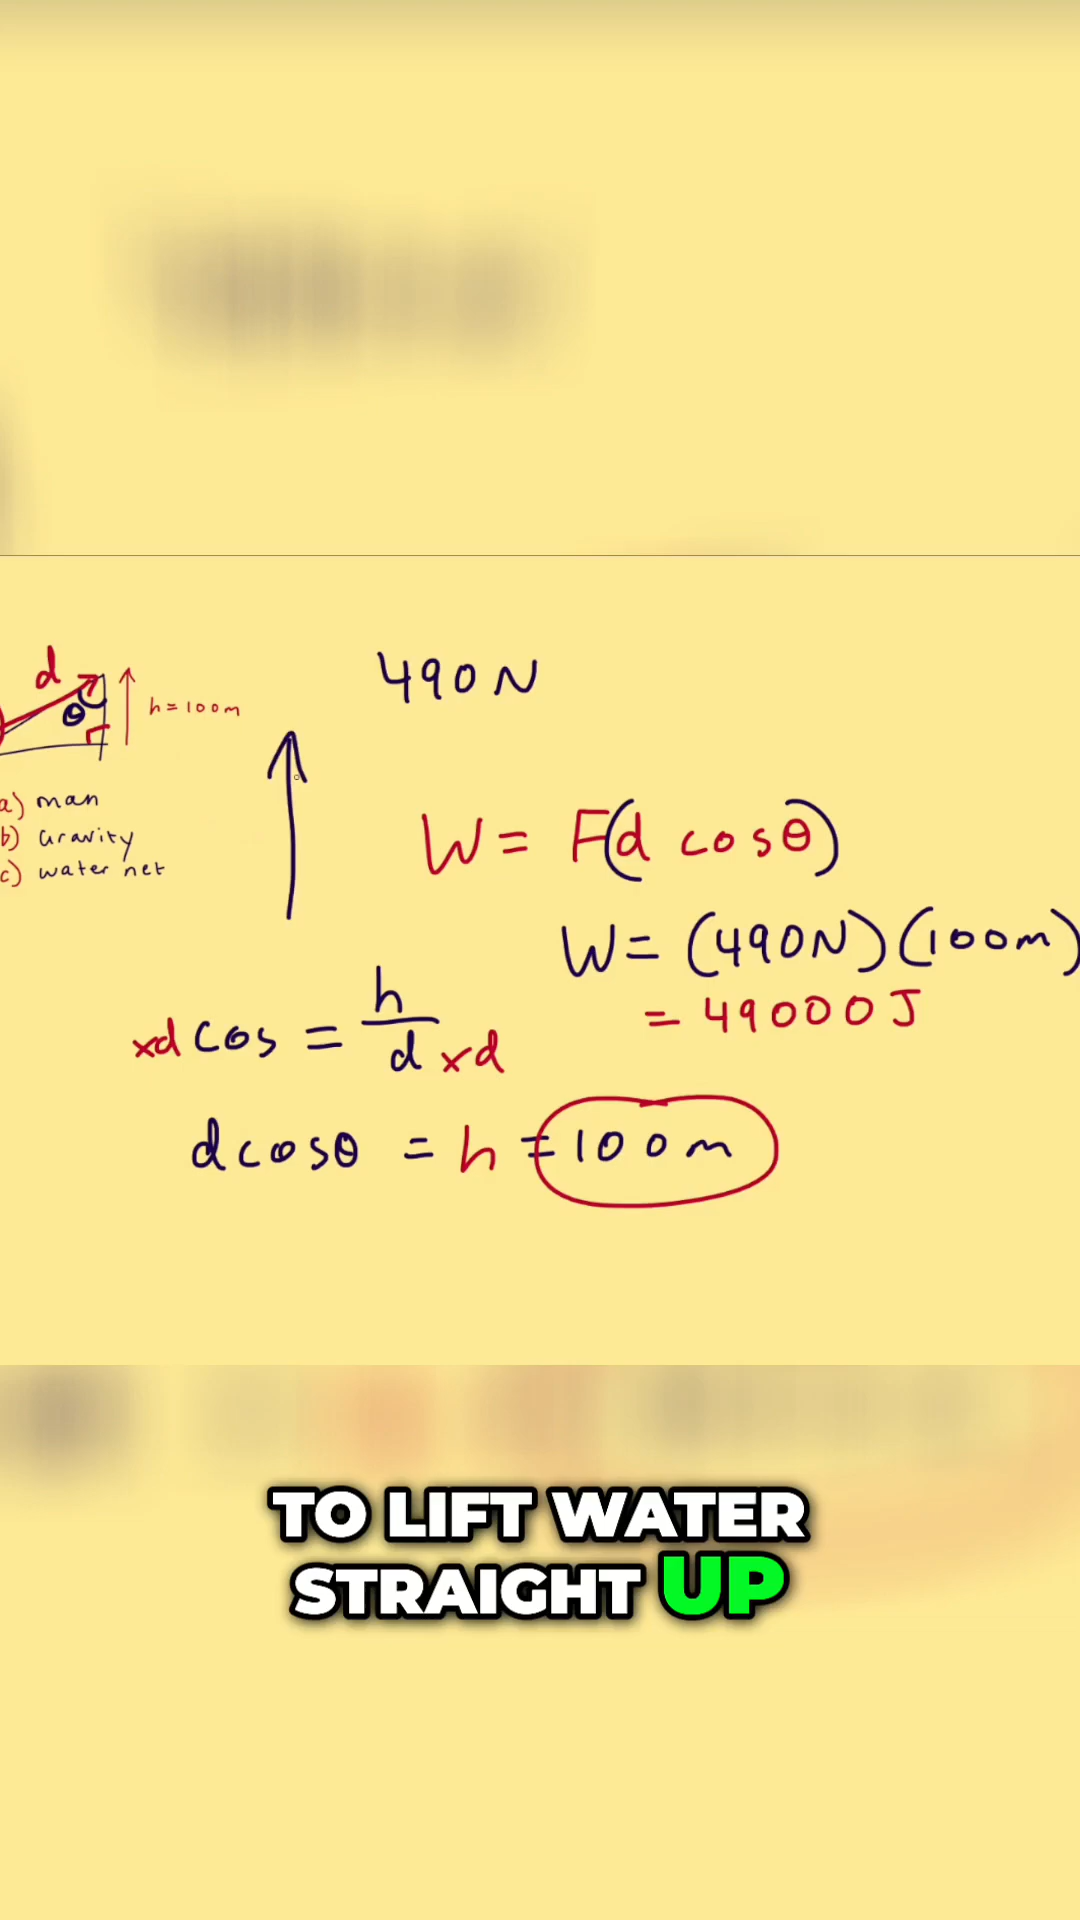 d
490N
θ
h=100m
a) man
b) Gravity
c) water net
W= F(d cosθ)
W= (490N)(100m)
= 49000J
xd cos = h/d xd
d cosθ = h = 100m
TO LIFT WATER
STRAIGHT UP